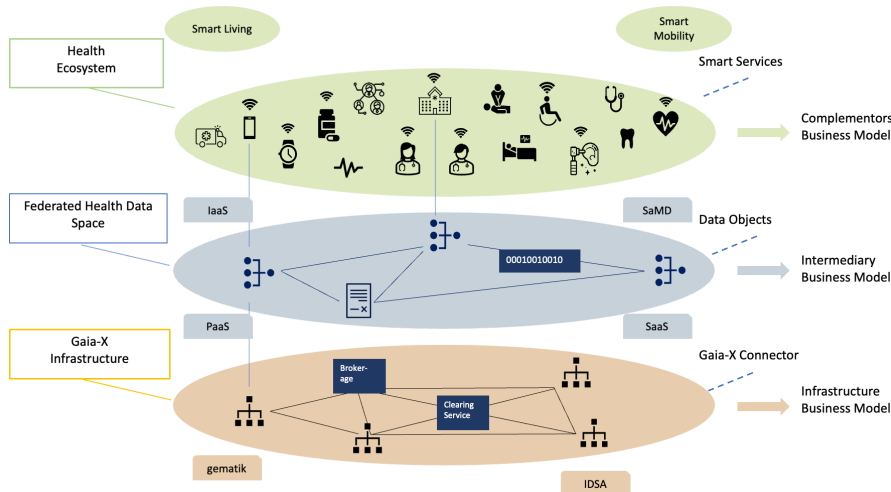 Smart Living
Smart
Mobility
Health
Ecosystem
Smart Services
Complementors
Business Model
Federated Health Data
Space
IaaS
SaMD
Data Objects
00010010010
Intermediary
Business Model
PaaS
SaaS
Gaia-X
Infrastructure
Gaia-X Connector
Broker-
age
Clearing
Service
Infrastructure
Business Model
gematik
IDSA